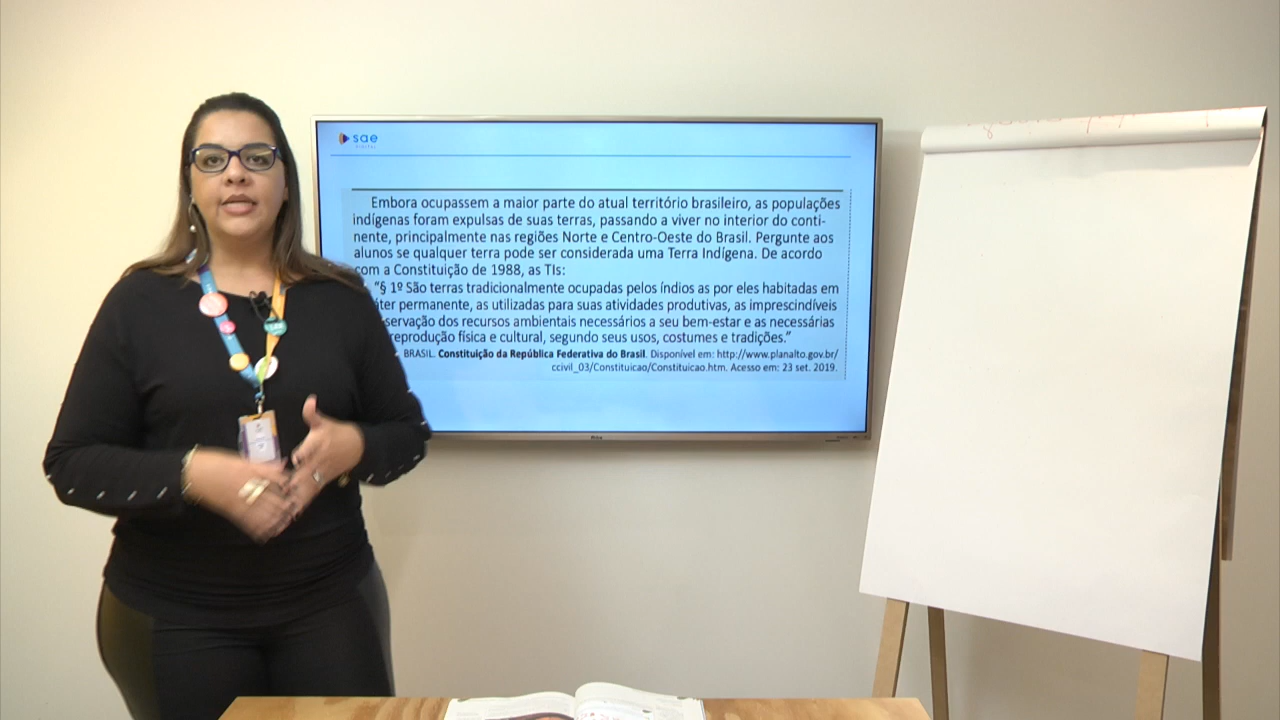 sae
DIGITAL
Embora ocupassem a maior parte do atual território brasileiro, as populações
indígenas foram expulsas de suas terras, passando a viver no interior do conti-
nente, principalmente nas regiões Norte e Centro-Oeste do Brasil. Pergunte aos
alunos se qualquer terra pode ser considerada uma Terra Indígena. De acordo
com a Constituição de 1988, as TIs:
“§ 1º São terras tradicionalmente ocupadas pelos índios as por eles habitadas em
permanente, as utilizadas para suas atividades produtivas, as imprescindíveis
dos recursos ambientais necessários a seu bem-estar e as necessárias
reprodução física e cultural, segundo seus usos, costumes e tradições.”
BRASIL. Constituição da República Federativa do Brasil. Disponível em: http://www.planalto.gov.br/
ccivil_03/Constituicao/Constituicao.htm. Acesso em: 23 set. 2019.